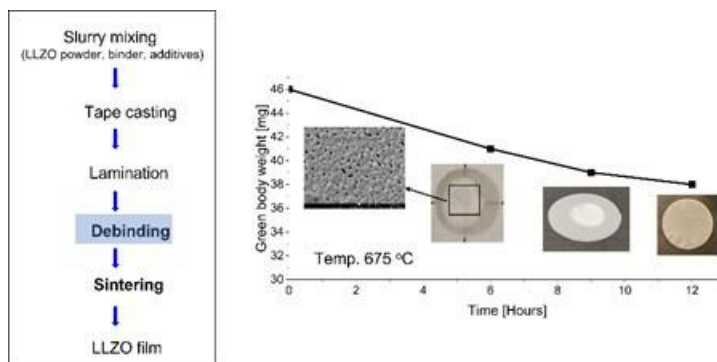 Slurry mixing
(LLZO powder, binder, additives)
Tape casting
Lamination
Debinding
Sintering
LLZO film
Green body weight [mg]
46
44
42
40
38
36
34
32
30
Temp. 675 °C
0
2
4
6
8
10
12
Time [Hours]